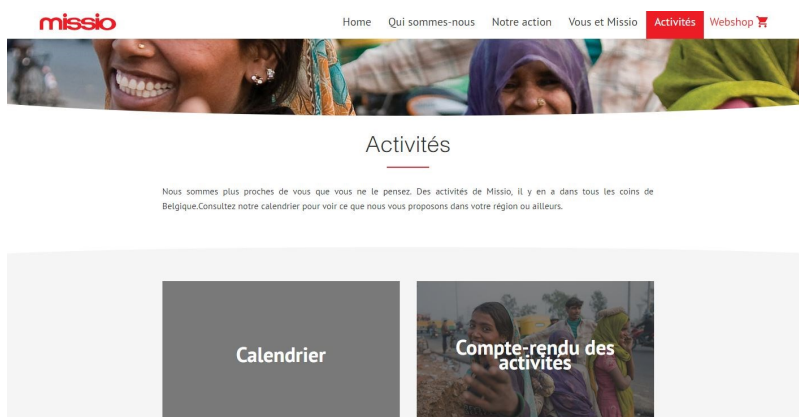 missio
Home Qui sommes-nous Notre action Vous et Missio Activités Webshop
Activités
Nous sommes plus proches de vous que vous ne le pensez. Des activités de Missio, il y en a dans tous les coins de
Belgique.Consultez notre calendrier pour voir ce que nous vous proposons dans votre région ou ailleurs.
Calendrier
Compte-rendu des
activités